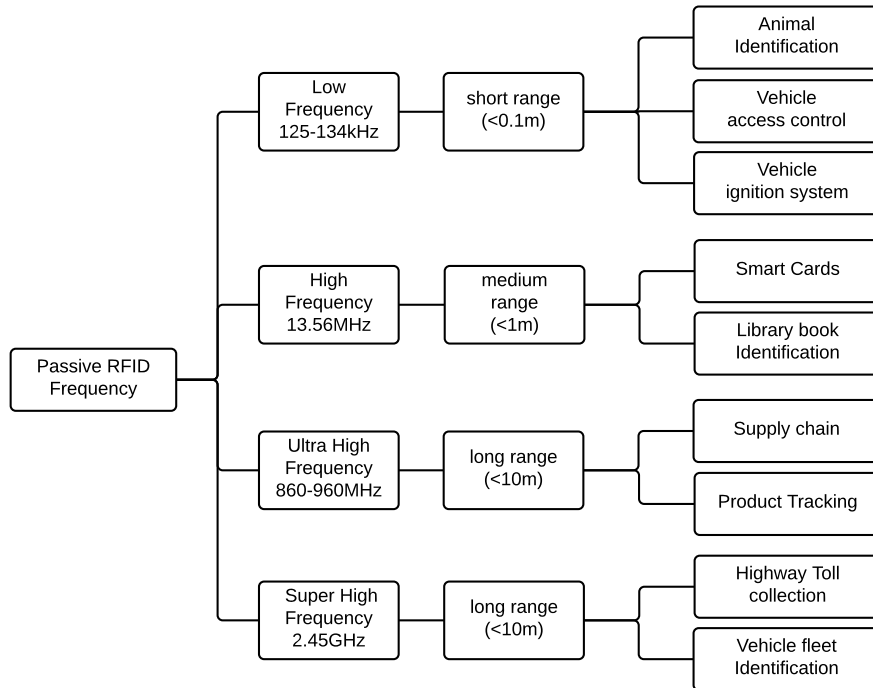 Passive RFID
Frequency
Low
Frequency
125-134kHz
short range
(<0.1m)
Animal
Identification
Vehicle
access control
Vehicle
ignition system
High
Frequency
13.56MHz
medium
range
(<1m)
Smart Cards
Library book
Identification
Ultra High
Frequency
860-960MHz
long range
(<10m)
Supply chain
Product Tracking
Super High
Frequency
2.45GHz
long range
(<10m)
Highway Toll
collection
Vehicle fleet
Identification